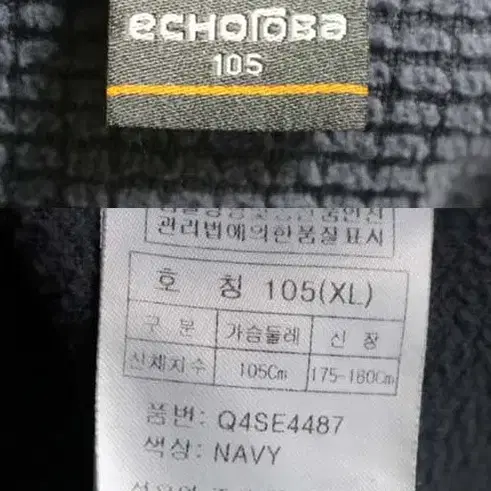 echoroba
105
관리법에의한품질표시
호 칭 105(XL)
구 분 가슴둘레 신 장
신체치수 105Cm 175-180Cm
품번: Q4SE4487
색상: NAVY